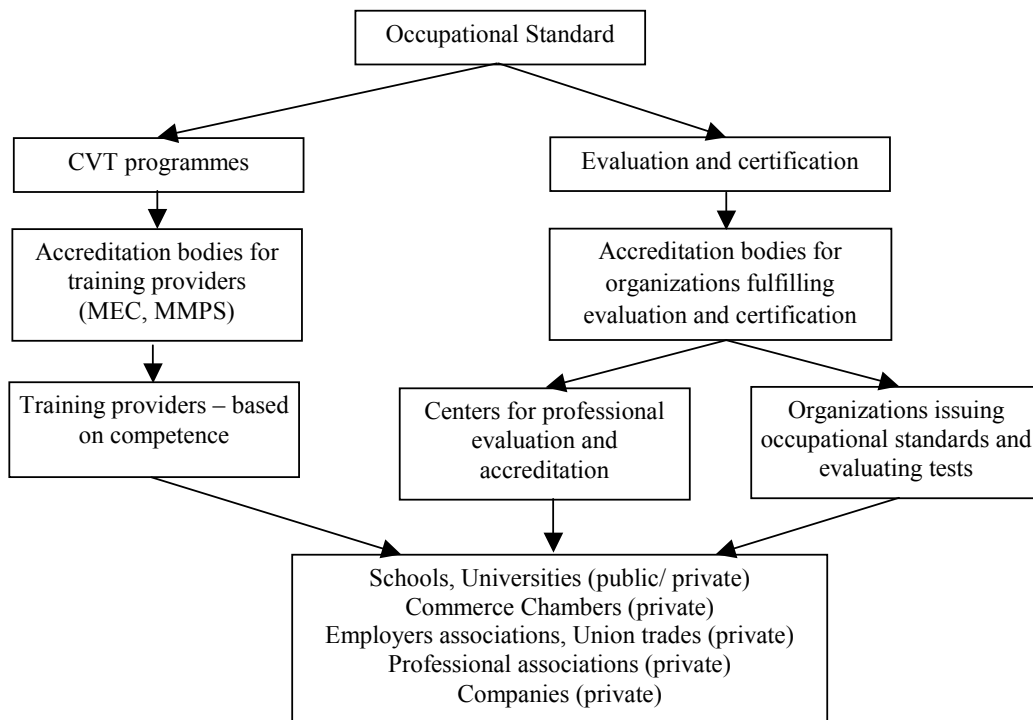 Occupational Standard
CVT programmes
Evaluation and certification
Accreditation bodies for
training providers
(MEC, MMPS)
Accreditation bodies for
organizations fulfilling
evaluation and certification
Training providers – based
on competence
Centers for professional
evaluation and
accreditation
Organizations issuing
occupational standards and
evaluating tests
Schools, Universities (public/ private)
Commerce Chambers (private)
Employers associations, Union trades (private)
Professional associations (private)
Companies (private)